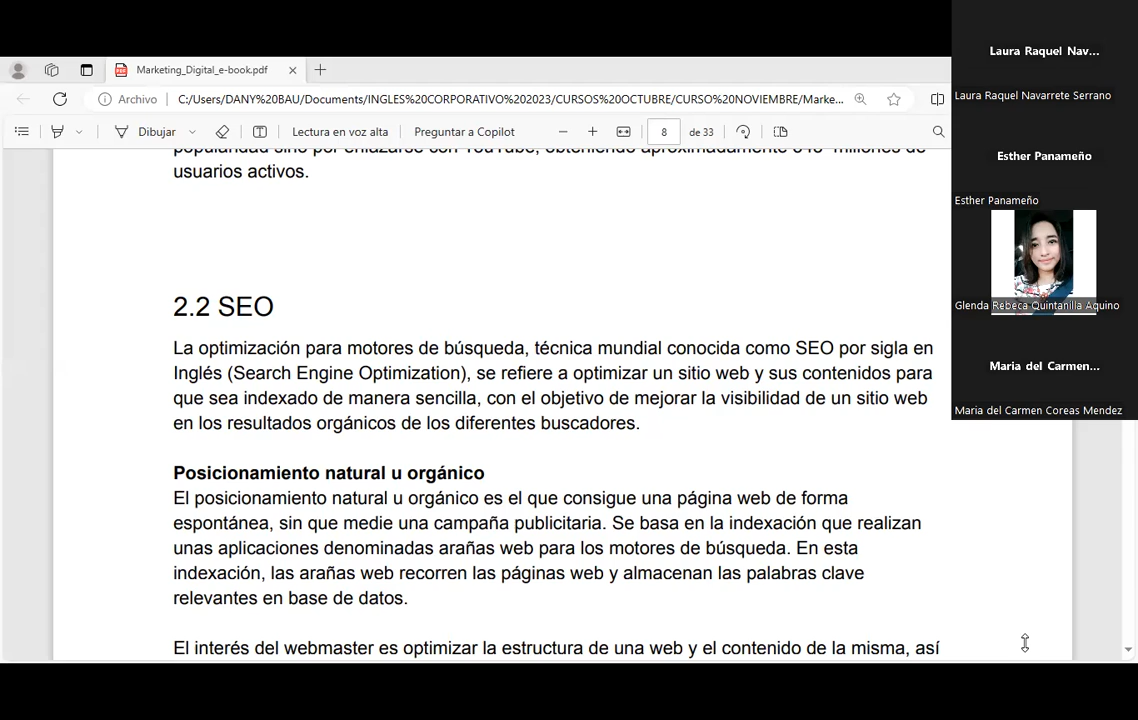 Marketing_Digital_e-book.pdf
Archivo
C:/Users/DANY%20BAU/Documents/INGLES%20CORPORATIVO%202023/CURSOS%20OCTUBRE/CURSO%20NOVIEMBRE/Marke...
Dibujar
Lectura en voz alta
Preguntar a Copilot
8
de 33
usuarios activos.
2.2 SEO
La optimización para motores de búsqueda, técnica mundial conocida como SEO por sigla en
Inglés (Search Engine Optimization), se refiere a optimizar un sitio web y sus contenidos para
que sea indexado de manera sencilla, con el objetivo de mejorar la visibilidad de un sitio web
en los resultados orgánicos de los diferentes buscadores.
Posicionamiento natural u orgánico
El posicionamiento natural u orgánico es el que consigue una página web de forma
espontánea, sin que medie una campaña publicitaria. Se basa en la indexación que realizan
unas aplicaciones denominadas arañas web para los motores de búsqueda. En esta
indexación, las arañas web recorren las páginas web y almacenan las palabras clave
relevantes en base de datos.
El interés del webmaster es optimizar la estructura de una web y el contenido de la misma, así
Laura Raquel Nav...
Laura Raquel Navarrete Serrano
Esther Panameño
Esther Panameño
Glenda Rebeca Quintanilla Aquino
Maria del Carmen...
Maria del Carmen Coreas Mendez